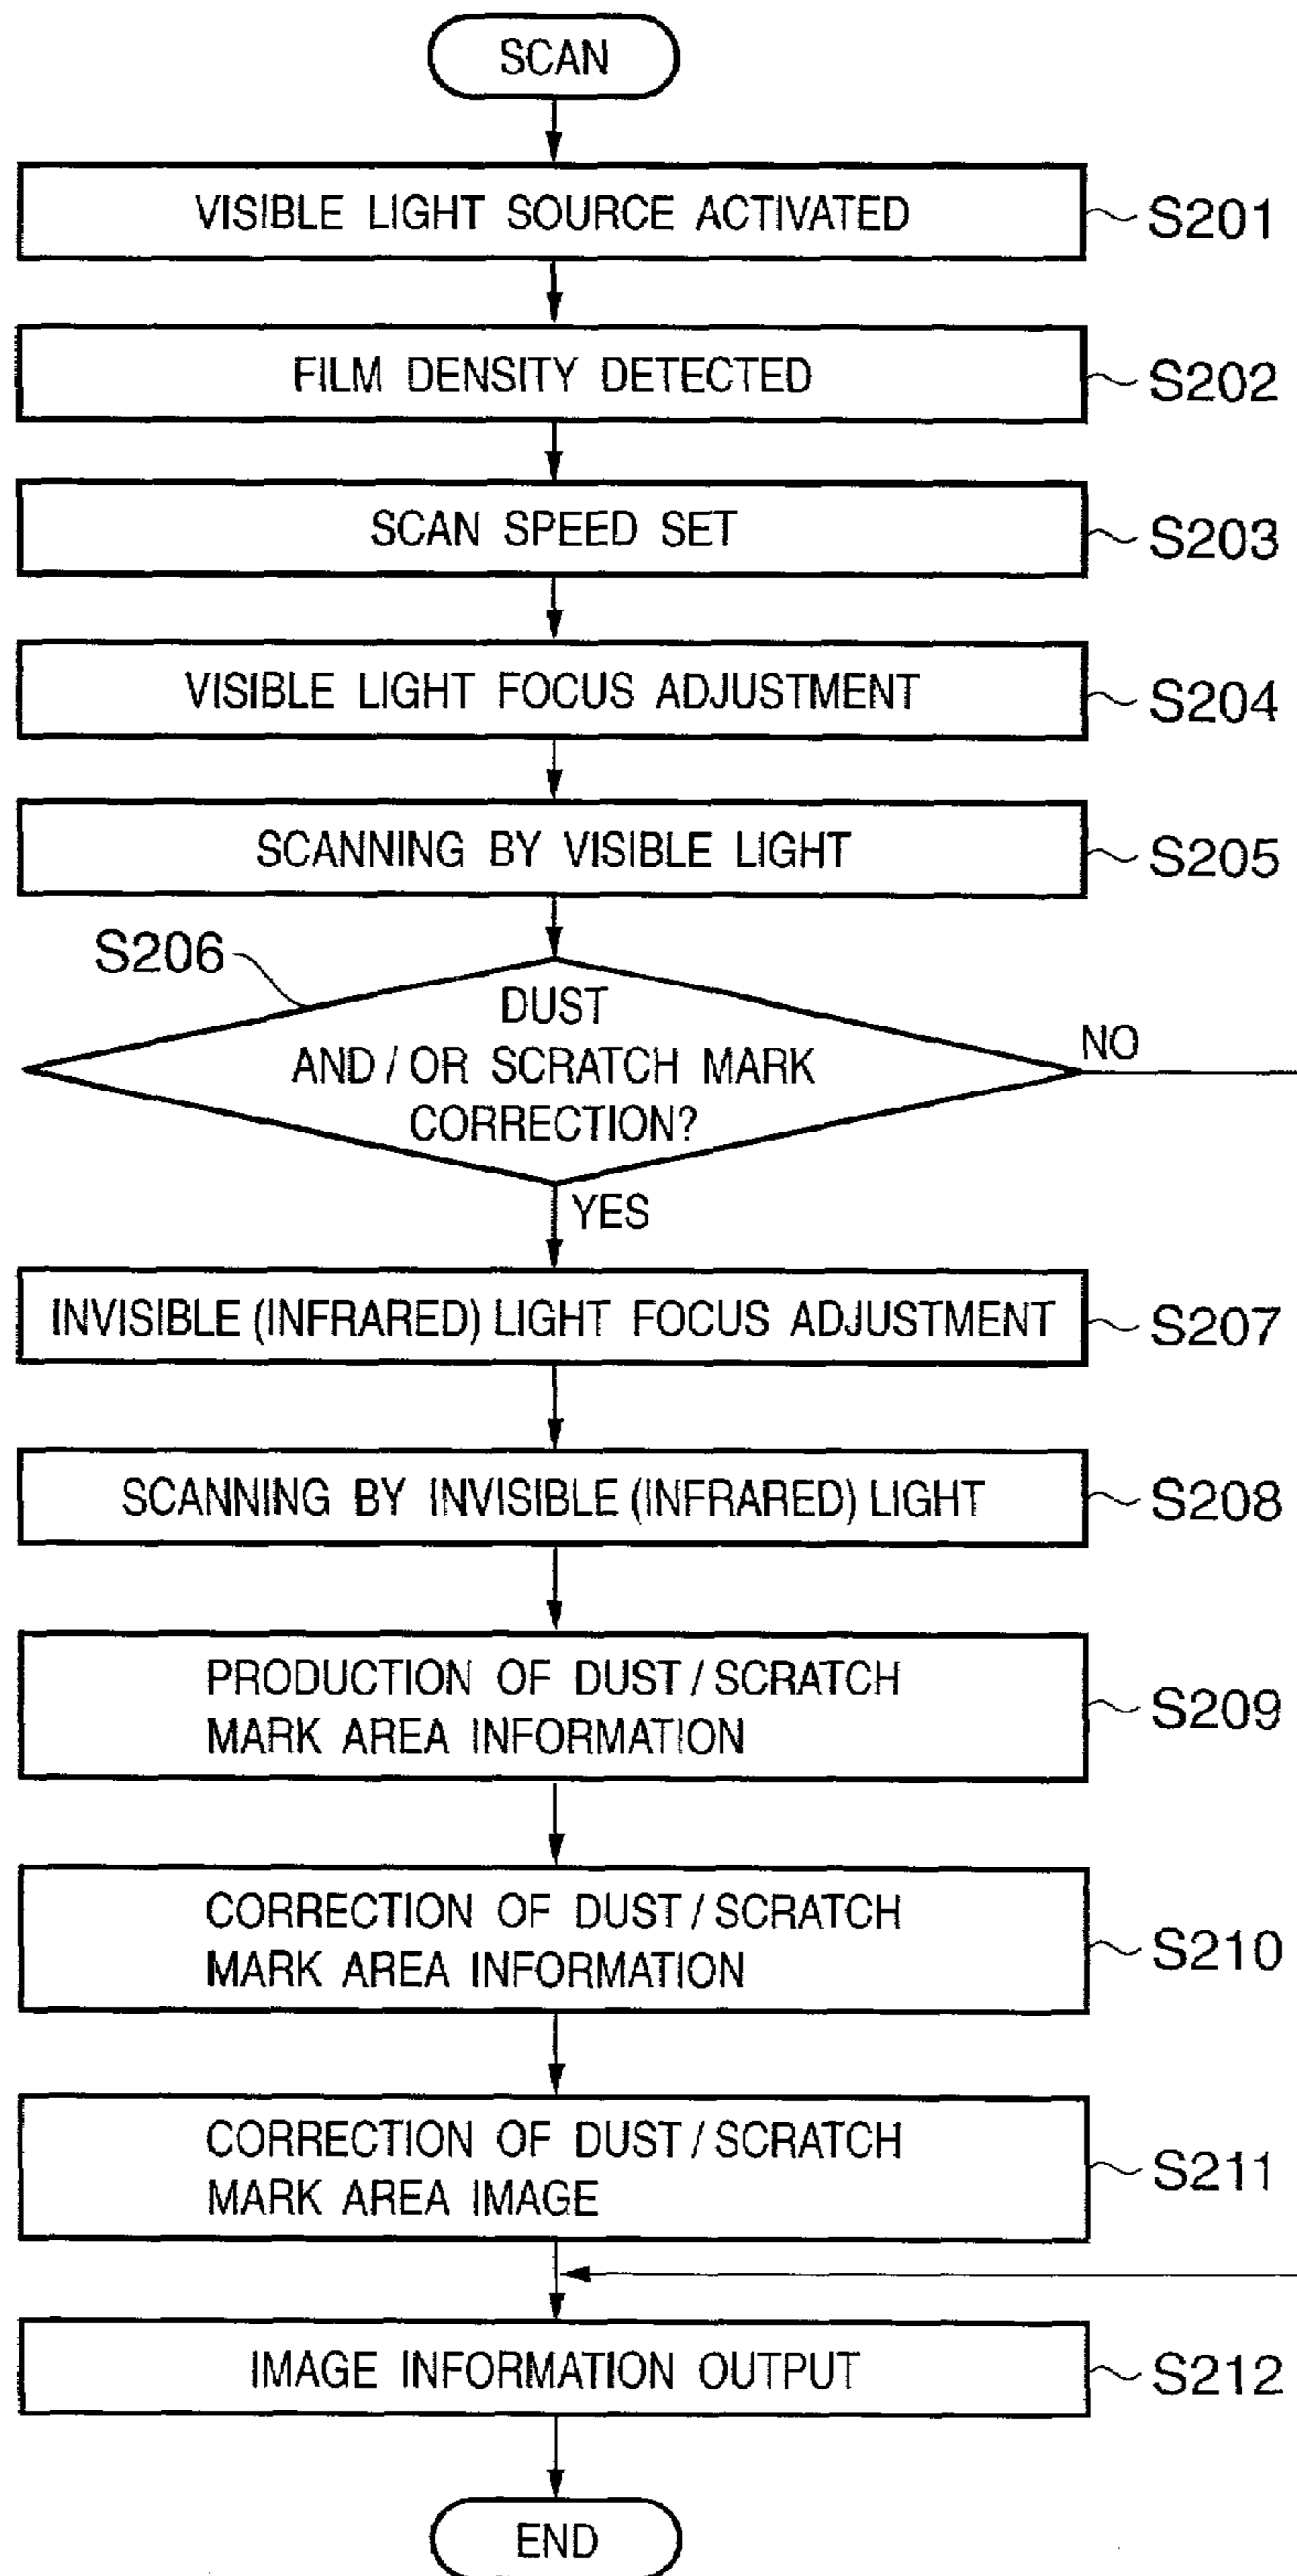 SCAN
VISIBLE LIGHT SOURCE ACTIVATED
S201
FILM DENSITY DETECTED
S202
SCAN SPEED SET
S203
VISIBLE LIGHT FOCUS ADJUSTMENT
S204
SCANNING BY VISIBLE LIGHT
S205
S206
DUST
AND / OR SCRATCH MARK
CORRECTION?
NO
YES
INVISIBLE (INFRARED) LIGHT FOCUS ADJUSTMENT
S207
SCANNING BY INVISIBLE (INFRARED) LIGHT
S208
PRODUCTION OF DUST / SCRATCH
MARK AREA INFORMATION
S209
CORRECTION OF DUST / SCRATCH
MARK AREA INFORMATION
S210
CORRECTION OF DUST / SCRATCH
MARK AREA IMAGE
S211
IMAGE INFORMATION OUTPUT
S212
END